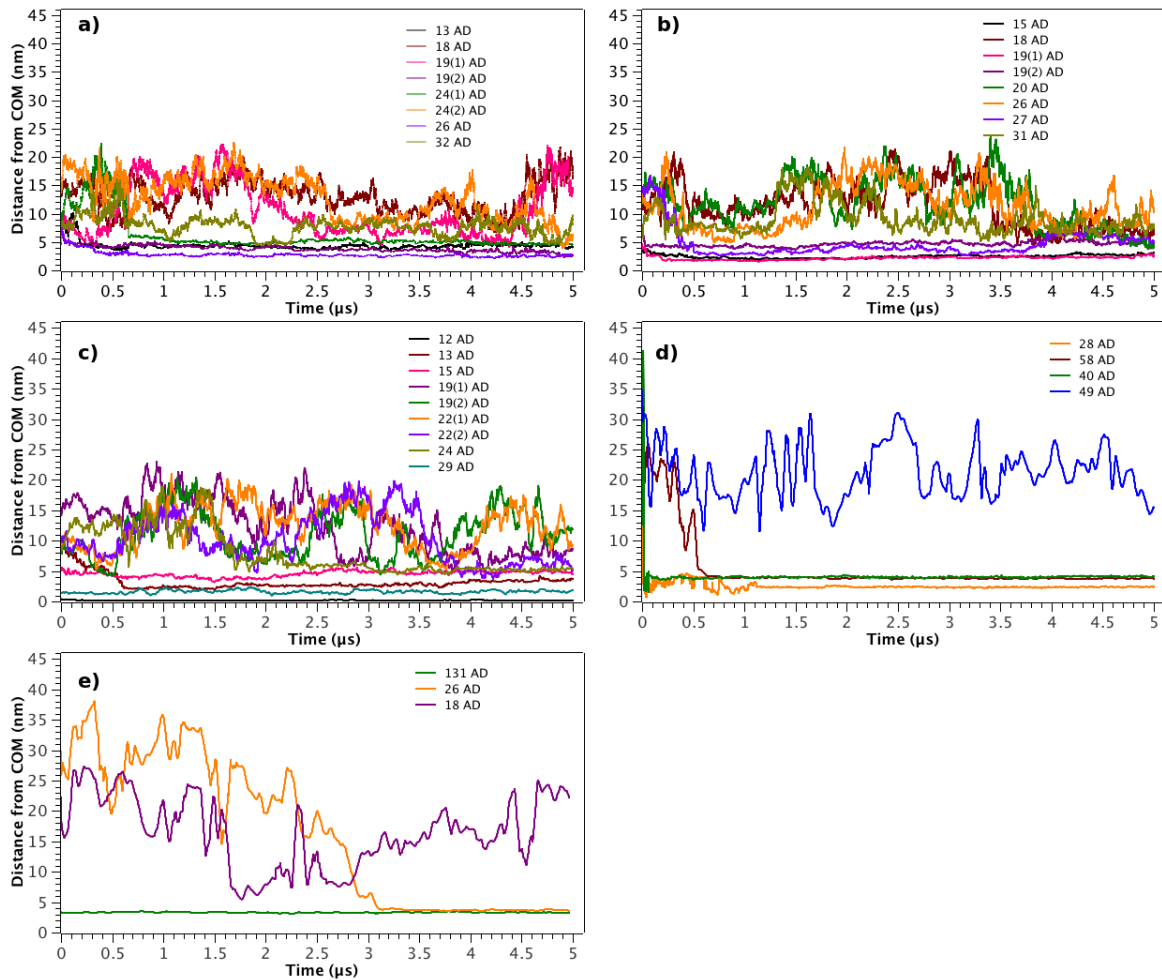 a)
13 AD
18 AD
19(1) AD
19(2) AD
24(1) AD
24(2) AD
26 AD
32 AD
Distance from COM (nm)
45
40
35
30
25
20
15
10
5
0
0 0.5 1 1.5 2 2.5 3 3.5 4 4.5 5
Time (µs)
b)
15 AD
18 AD
19(1) AD
19(2) AD
20 AD
26 AD
27 AD
31 AD
45
40
35
30
25
20
15
10
5
0
0 0.5 1 1.5 2 2.5 3 3.5 4 4.5 5
Time (µs)
c)
12 AD
13 AD
15 AD
19(1) AD
19(2) AD
22(1) AD
22(2) AD
24 AD
29 AD
Distance from COM (nm)
45
40
35
30
25
20
15
10
5
0
0 0.5 1 1.5 2 2.5 3 3.5 4 4.5 5
Time (µs)
d)
28 AD
58 AD
40 AD
49 AD
45
40
35
30
25
20
15
10
5
0
0 0.5 1 1.5 2 2.5 3 3.5 4 4.5 5
Time (µs)
e)
131 AD
26 AD
18 AD
Distance from COM (nm)
45
40
35
30
25
20
15
10
5
0
0 0.5 1 1.5 2 2.5 3 3.5 4 4.5 5
Time (µs)